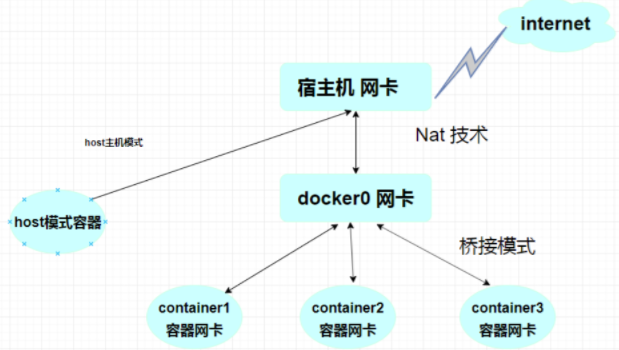 internet
宿主机 网卡
host主机模式
Nat 技术
docker0 网卡
host模式容器
桥接模式
container1
容器网卡
container2
容器网卡
container3
容器网卡